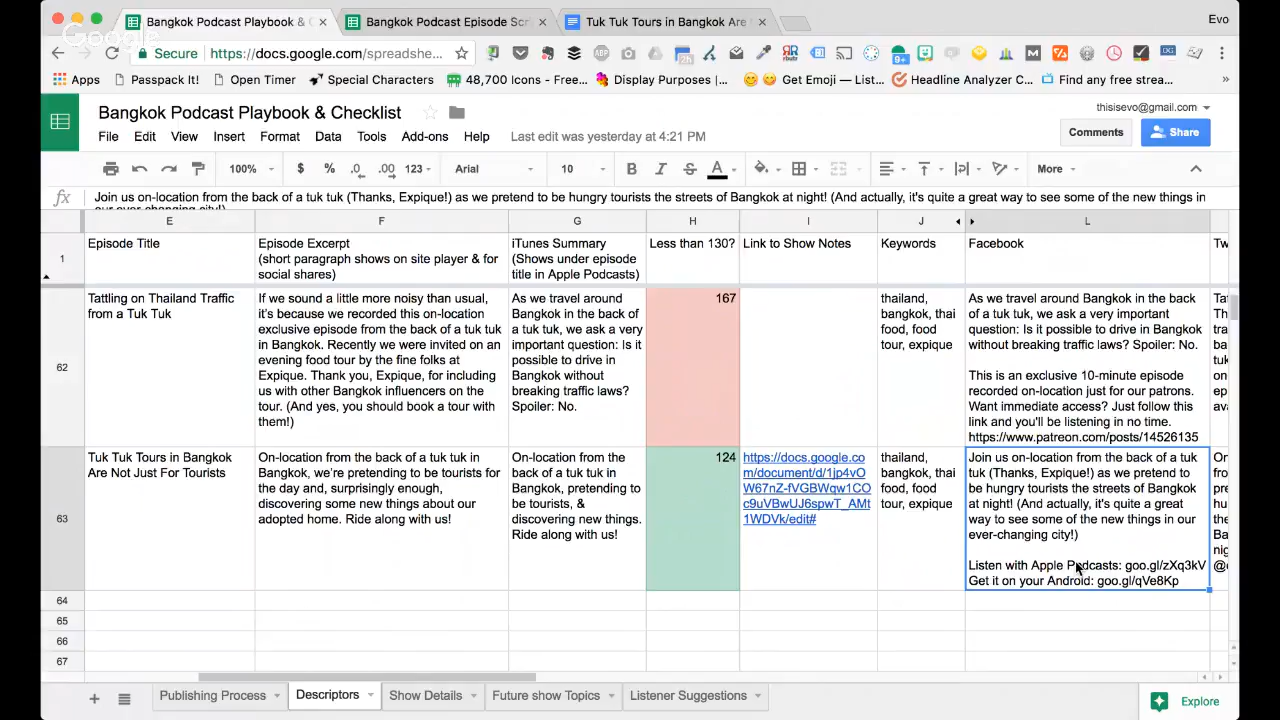 Bangkok Podcast Playbook & C
Bangkok Podcast Episode Scri
Tuk Tuk Tours in Bangkok Are
Evo
Google
Secure
https://docs.google.com/spreadshe...
Apps
Passpack It!
Open Timer
Special Characters
48,700 Icons - Free...
Display Purposes |...
Get Emoji — List...
Headline Analyzer C...
Find any free strea...
»
Bangkok Podcast Playbook & Checklist
thisisevo@gmail.com
File
Edit
View
Insert
Format
Data
Tools
Add-ons
Help
Last edit was yesterday at 4:21 PM
Comments
Share
100%
$
%
.0
.00
123
Arial
10
B
I
A
More
fx
Join us on-location from the back of a tuk tuk (Thanks, Expique!) as we pretend to be hungry tourists the streets of Bangkok at night! (And actually, it's quite a great way to see some of the new things in
our ever-changing city!)
E
F
G
H
I
J
L
1
Episode Title
Episode Excerpt
(short paragraph shows on site player & for
social shares)
iTunes Summary
(Shows under episode
title in Apple Podcasts)
Less than 130?
Link to Show Notes
Keywords
Facebook
Tw
62
Tattling on Thailand Traffic
from a Tuk Tuk
If we sound a little more noisy than usual,
it's because we recorded this on-location
exclusive episode from the back of a tuk tuk
in Bangkok. Recently we were invited on an
evening food tour by the fine folks at
Expique. Thank you, Expique, for including
us with other Bangkok influencers on the
tour. (And yes, you should book a tour with
them!)
As we travel around
Bangkok in the back of
a tuk tuk, we ask a very
important question: Is it
possible to drive in
Bangkok without
breaking traffic laws?
Spoiler: No.
167
thailand,
bangkok, thai
food, food
tour, expique
As we travel around Bangkok in the back
of a tuk tuk, we ask a very important
question: Is it possible to drive in Bangkok
without breaking traffic laws? Spoiler: No.
This is an exclusive 10-minute episode
recorded on-location just for our patrons.
Want immediate access? Just follow this
link and you'll be listening in no time.
https://www.patreon.com/posts/14526135
63
Tuk Tuk Tours in Bangkok
Are Not Just For Tourists
On-location from the back of a tuk tuk in
Bangkok, we're pretending to be tourists for
the day and, surprisingly enough,
discovering some new things about our
adopted home. Ride along with us!
On-location from the
back of a tuk tuk in
Bangkok, pretending to
be tourists, &
discovering new things.
Ride along with us!
124
https://docs.google.co
m/document/d/1jp4vO
W67nZ-fVGBWqw1CO
c9uVBwUJ6spwT_AMt
1WDVk/edit#
thailand,
bangkok, thai
food, food
tour, expique
Join us on-location from the back of a tuk
tuk (Thanks, Expique!) as we pretend to
be hungry tourists the streets of Bangkok
at night! (And actually, it's quite a great
way to see some of the new things in our
ever-changing city!)
Listen with Apple Podcasts: goo.gl/zXq3kV
Get it on your Android: goo.gl/qVe8Kp
64
65
66
67
Publishing Process
Descriptors
Show Details
Future show Topics
Listener Suggestions
Explore